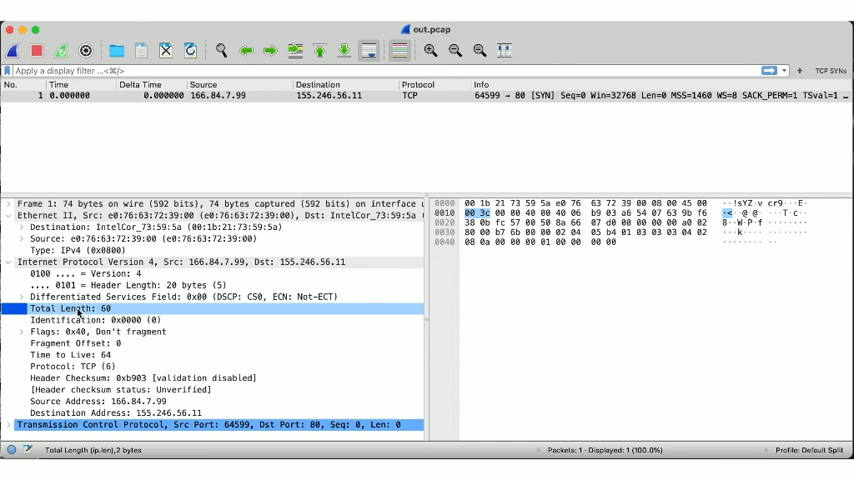 out.pcap
Apply a display filter ...<⌘/>
+ TCP SYNs
No. Time Delta Time Source Destination Protocol Info
1 0.000000 0.000000 166.84.7.99 155.246.56.11 TCP 64599 → 80 [SYN] Seq=0 Win=32768 Len=0 MSS=1460 WS=8 SACK_PERM=1 TSval=1 …
Frame 1: 74 bytes on wire (592 bits), 74 bytes captured (592 bits) on interface
Ethernet II, Src: e0:76:63:72:39:00 (e0:76:63:72:39:00), Dst: IntelCor_73:59:5a
Destination: IntelCor_73:59:5a (00:1b:21:73:59:5a)
Source: e0:76:63:72:39:00 (e0:76:63:72:39:00)
Type: IPv4 (0x0800)
Internet Protocol Version 4, Src: 166.84.7.99, Dst: 155.246.56.11
0100 .... = Version: 4
.... 0101 = Header Length: 20 bytes (5)
Differentiated Services Field: 0x00 (DSCP: CS0, ECN: Not-ECT)
Total Length: 60
Identification: 0x0000 (0)
Flags: 0x40, Don't fragment
Fragment Offset: 0
Time to Live: 64
Protocol: TCP (6)
Header Checksum: 0xb903 [validation disabled]
[Header checksum status: Unverified]
Source Address: 166.84.7.99
Destination Address: 155.246.56.11
Transmission Control Protocol, Src Port: 64599, Dst Port: 80, Seq: 0, Len: 0
0000 00 1b 21 73 59 5a e0 76 63 72 39 00 08 00 45 00 ··!sYZ·v cr9···E·
0010 00 3c 00 00 40 00 40 06 b9 03 a6 54 07 63 9b f6 ·<··@·@· ···T·c··
0020 38 0b fc 57 00 50 8a 66 07 d0 00 00 00 00 a0 02 8··W·P·f ········
0030 80 00 b7 6b 00 00 02 04 05 b4 01 03 03 03 04 02 ···k···· ········
0040 08 0a 00 00 00 01 00 00 00 00 ········ ··
Total Length (ip.len), 2 bytes
Packets: 1 · Displayed: 1 (100.0%)
Profile: Default Split